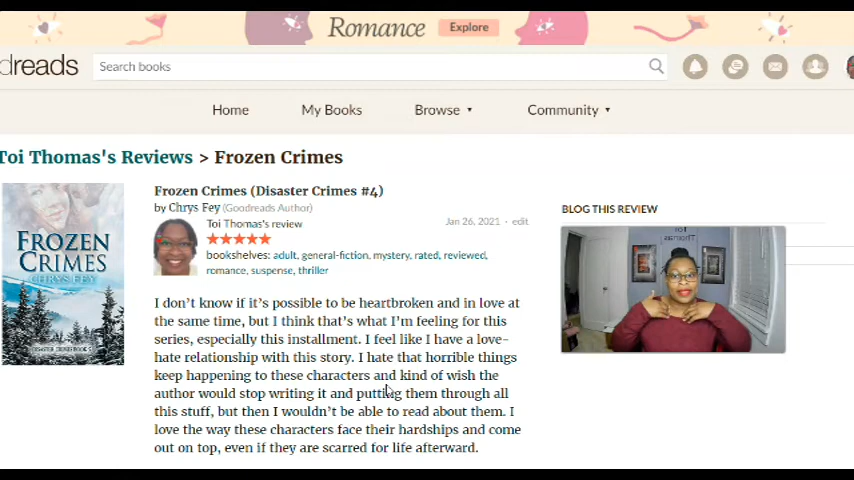 Romance Explore
dreads Search books
Home My Books Browse Community
Toi Thomas's Reviews > Frozen Crimes
Frozen Crimes (Disaster Crimes #4)
by Chrys Fey (Goodreads Author)
Toi Thomas's review
Jan 26, 2021 · edit
bookshelves: adult, general-fiction, mystery, rated, reviewed,
romance, suspense, thriller
I don't know if it's possible to be heartbroken and in love at
the same time, but I think that's what I'm feeling for this
series, especially this installment. I feel like I have a love-
hate relationship with this story. I hate that horrible things
keep happening to these characters and kind of wish the
author would stop writing it and putting them through all
this stuff, but then I wouldn't be able to read about them. I
love the way these characters face their hardships and come
out on top, even if they are scarred for life afterward.
FROZEN
CRIMES
CHRYS FEY
BLOG THIS REVIEW
Toi
Thomas